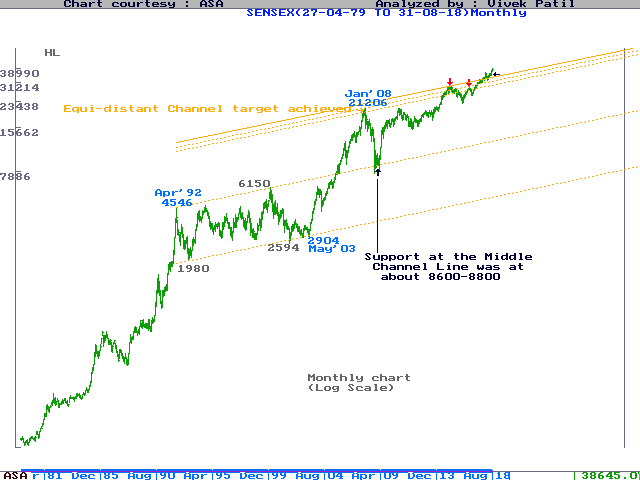 Chart courtesy : ASA Analyzed by : Vivek Patil
SENSEX(27-04-79 TO 31-08-18)Monthly
HL
38990
31214
23438
15662
7886
Jan'08
21206
Equi-distant Channel target achieved
Apr'92
4546
6150
1980
2594
2904
May'03
Support at the Middle
Channel Line was at
about 8600-8800
Monthly chart
(Log Scale)
ASA r|81 Dec|85 Aug|90 Apr|95 Dec|99 Aug|04 Apr|09 Dec|13 Aug|18 38645.0